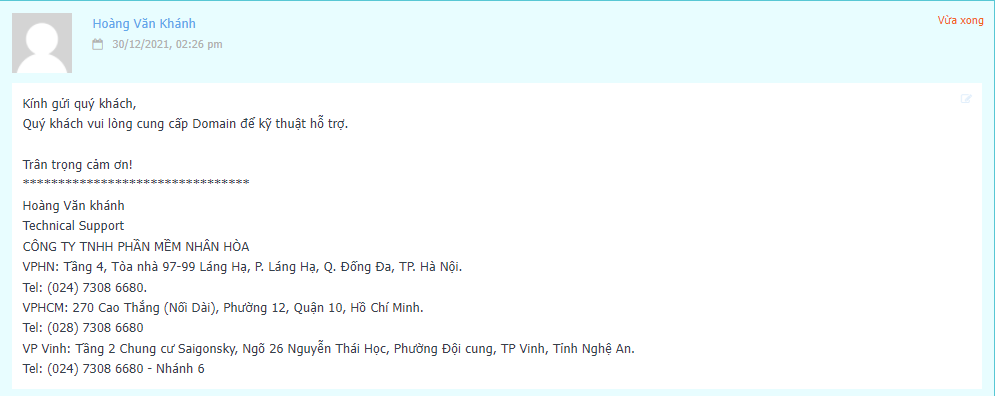 Hoàng Văn Khánh
Vừa xong
30/12/2021, 02:26 pm
Kính gửi quý khách,
Quý khách vui lòng cung cấp Domain để kỹ thuật hỗ trợ.
Trân trọng cảm ơn!
********************************
Hoàng Văn khánh
Technical Support
CÔNG TY TNHH PHẦN MỀM NHÂN HÒA
VPHN: Tầng 4, Tòa nhà 97-99 Láng Hạ, P. Láng Hạ, Q. Đống Đa, TP. Hà Nội.
Tel: (024) 7308 6680.
VPHCM: 270 Cao Thắng (Nối Dài), Phường 12, Quận 10, Hồ Chí Minh.
Tel: (028) 7308 6680
VP Vinh: Tầng 2 Chung cư Saigonsky, Ngõ 26 Nguyễn Thái Học, Phường Đội cung, TP Vinh, Tỉnh Nghệ An.
Tel: (024) 7308 6680 - Nhánh 6